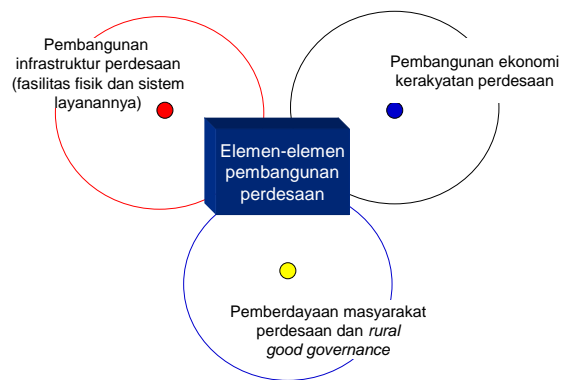 Pembangunan
infrastruktur perdesaan
(fasilitas fisik dan sistem
layanannya)
Pembangunan ekonomi
kerakyatan perdesaan
Elemen-elemen
pembangunan
perdesaan
Pemberdayaan masyarakat
perdesaan dan rural
good governance